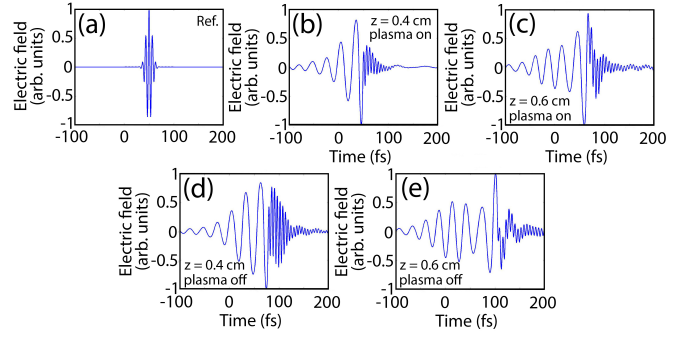 (a)
Ref.
Electric field
(arb. units)
1
0.5
0
-0.5
-1
-100 0 100 200
(b)
z = 0.4 cm
plasma on
Electric field
(arb. units)
1
0.5
0
-0.5
-1
-100 0 100 200
Time (fs)
(c)
z = 0.6 cm
plasma on
Electric field
(arb. units)
1
0.5
0
-0.5
-1
-100 0 100 200
Time (fs)
(d)
z = 0.4 cm
plasma off
Electric field
(arb. units)
1
0.5
0
-0.5
-1
-100 0 100 200
Time (fs)
(e)
z = 0.6 cm
plasma off
Electric field
(arb. units)
1
0.5
0
-0.5
-1
-100 0 100 200
Time (fs)